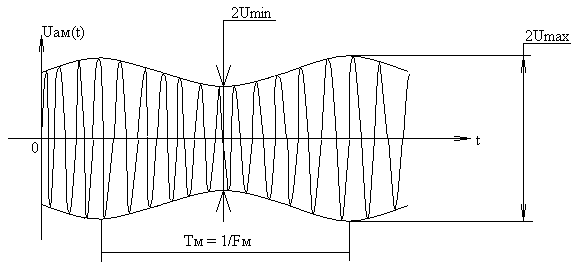 2Umin
Uам(t)
2Umax
0
t
Tм = 1/Fм